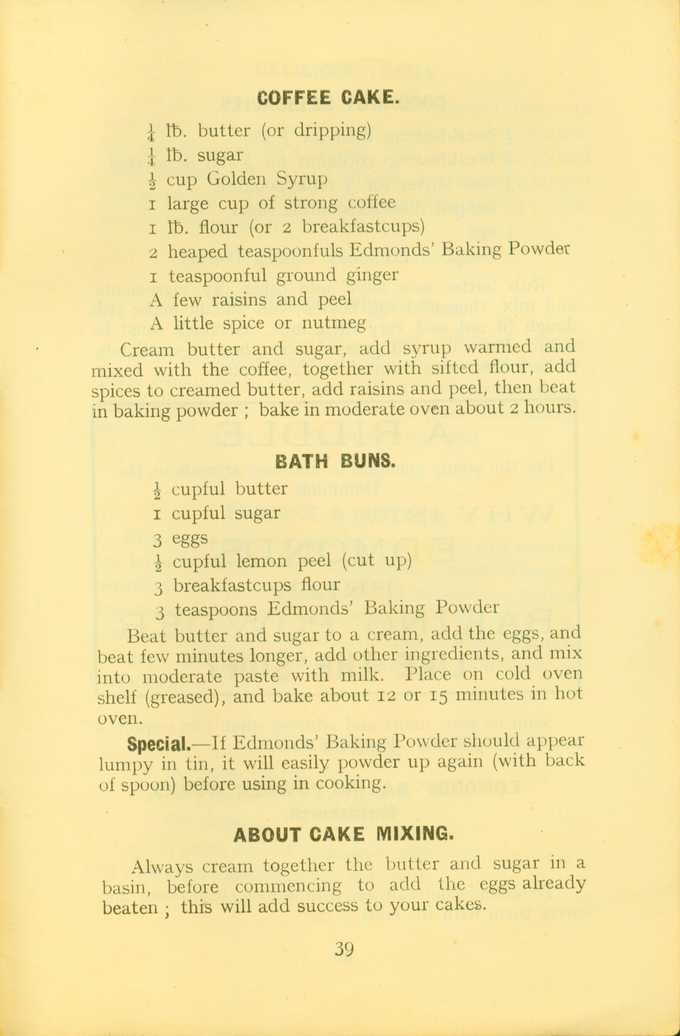 COFFEE CAKE.
¼ lb. butter (or dripping)
¼ lb. sugar
½ cup Golden Syrup
1 large cup of strong coffee
1 lb. flour (or 2 breakfastcups)
2 heaped teaspoonfuls Edmonds' Baking Powder
1 teaspoonful ground ginger
A few raisins and peel
A little spice or nutmeg
Cream butter and sugar, add syrup warmed and
mixed with the coffee, together with sifted flour, add
spices to creamed butter, add raisins and peel, then beat
in baking powder ; bake in moderate oven about 2 hours.
BATH BUNS.
½ cupful butter
1 cupful sugar
3 eggs
½ cupful lemon peel (cut up)
3 breakfastcups flour
3 teaspoons Edmonds' Baking Powder
Beat butter and sugar to a cream, add the eggs, and
beat few minutes longer, add other ingredients, and mix
into moderate paste with milk. Place on cold oven
shelf (greased), and bake about 12 or 15 minutes in hot
oven.
Special.—If Edmonds' Baking Powder should appear
lumpy in tin, it will easily powder up again (with back
of spoon) before using in cooking.
ABOUT CAKE MIXING.
Always cream together the butter and sugar in a
basin, before commencing to add the eggs already
beaten ; this will add success to your cakes.
39